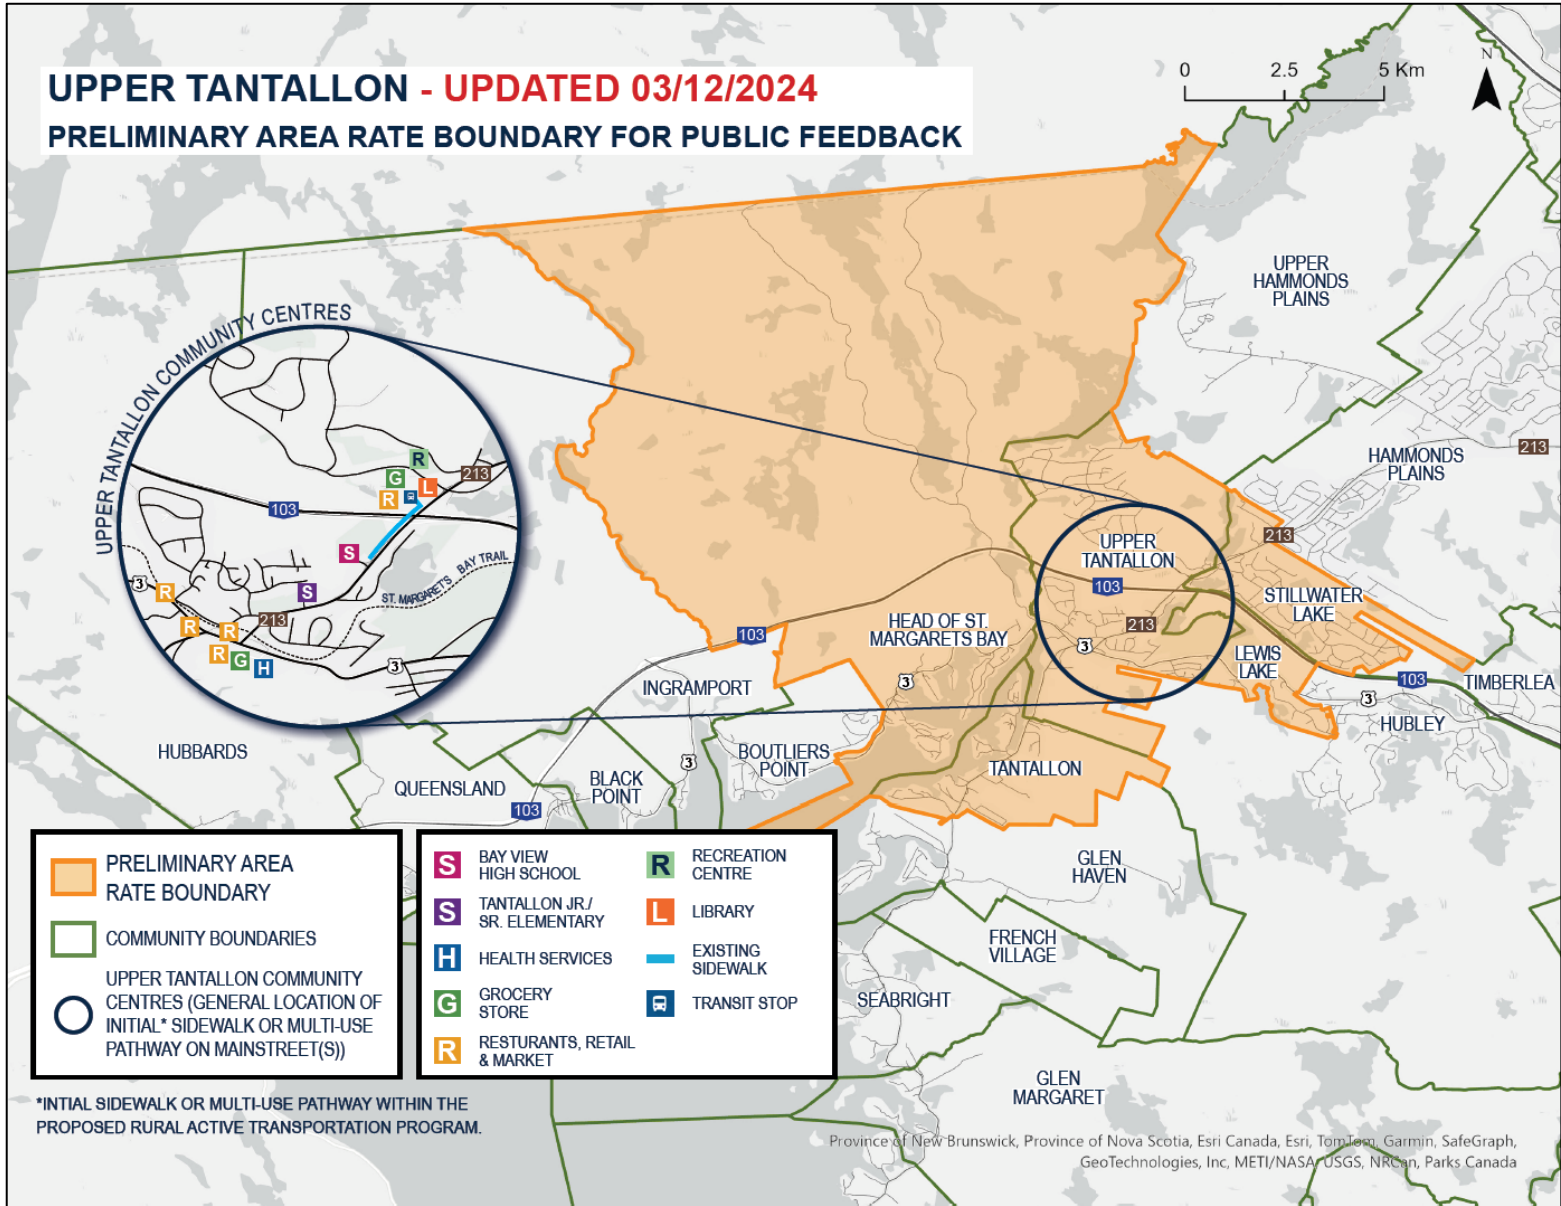 UPPER TANTALLON - UPDATED 03/12/2024
PRELIMINARY AREA RATE BOUNDARY FOR PUBLIC FEEDBACK
0 2.5 5 Km
N
UPPER
HAMMONDS
PLAINS
HAMMONDS
PLAINS
213
213
UPPER
TANTALLON
103
213
3
STILLWATER
LAKE
LEWIS
LAKE
HEAD OF ST.
MARGARETS BAY
3
103
103
TIMBERLEA
3
HUBLEY
INGRAMPORT
BOUTLIERS
POINT
3
TANTALLON
HUBBARDS
QUEENSLAND
BLACK
POINT
103
GLEN
HAVEN
FRENCH
VILLAGE
SEABRIGHT
GLEN
MARGARET
UPPER TANTALLON COMMUNITY CENTRES
R
G
L
R
213
103
S
ST. MARGARET'S BAY TRAIL
3
R
S
213
R
R
R
G
H
3
PRELIMINARY AREA
RATE BOUNDARY
COMMUNITY BOUNDARIES
UPPER TANTALLON COMMUNITY
CENTRES (GENERAL LOCATION OF
INITIAL* SIDEWALK OR MULTI-USE
PATHWAY ON MAINSTREET(S))
S BAY VIEW
HIGH SCHOOL
S TANTALLON JR./
SR. ELEMENTARY
H HEALTH SERVICES
G GROCERY
STORE
R RESTURANTS, RETAIL
& MARKET
R RECREATION
CENTRE
L LIBRARY
EXISTING
SIDEWALK
TRANSIT STOP
*INTIAL SIDEWALK OR MULTI-USE PATHWAY WITHIN THE
PROPOSED RURAL ACTIVE TRANSPORTATION PROGRAM.
Province of New Brunswick, Province of Nova Scotia, Esri Canada, Esri, TomTom, Garmin, SafeGraph,
GeoTechnologies, Inc, METI/NASA, USGS, NRCan, Parks Canada